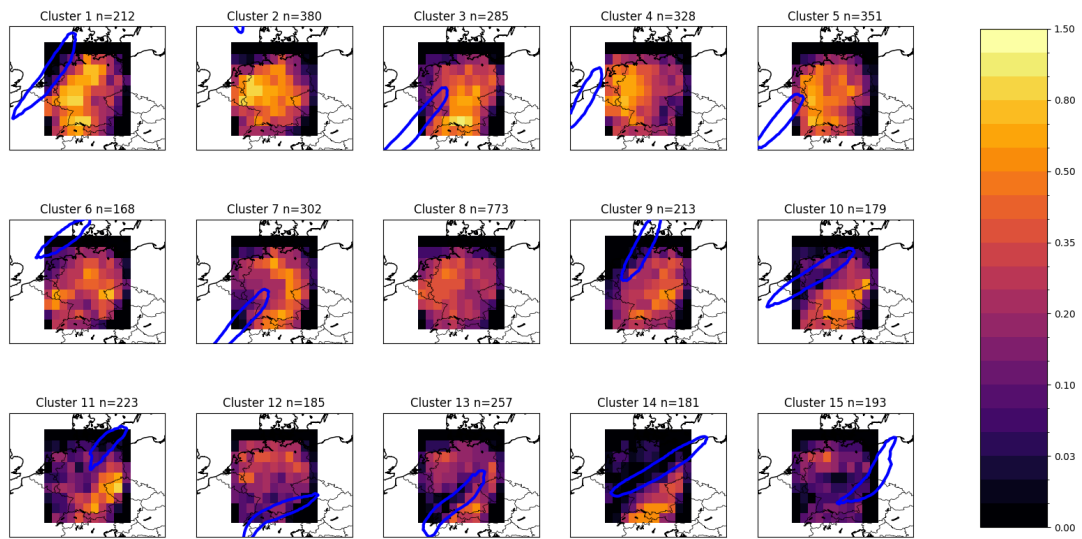 Cluster 1 n=212
Cluster 2 n=380
Cluster 3 n=285
Cluster 4 n=328
Cluster 5 n=351
1.50
0.80
0.50
0.35
0.20
0.10
0.03
0.00
Cluster 6 n=168
Cluster 7 n=302
Cluster 8 n=773
Cluster 9 n=213
Cluster 10 n=179
Cluster 11 n=223
Cluster 12 n=185
Cluster 13 n=257
Cluster 14 n=181
Cluster 15 n=193